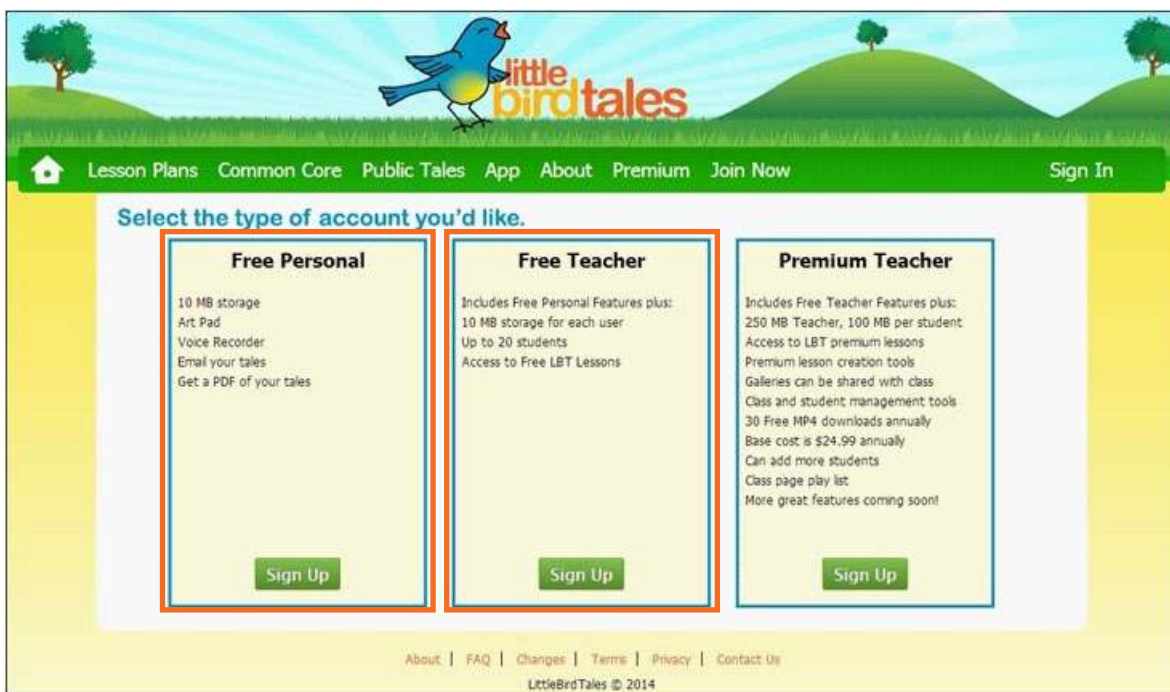 little
bird tales
Lesson Plans Common Core Public Tales App About Premium Join Now Sign In
Select the type of account you'd like.
Free Personal
10 MB storage
Art Pad
Voice Recorder
Email your tales
Get a PDF of your tales
Sign Up
Free Teacher
Includes Free Personal Features plus:
10 MB storage for each user
Up to 20 students
Access to Free LBT Lessons
Sign Up
Premium Teacher
Includes Free Teacher Features plus:
250 MB Teacher, 100 MB per student
Access to LBT premium lessons
Premium lesson creation tools
Galleries can be shared with class
Class and student management tools
30 Free MP4 downloads annually
Base cost is $24.99 annually
Can add more students
Class page play list
More great features coming soon!
Sign Up
About | FAQ | Changes | Terms | Privacy | Contact Us
LittleBirdTales © 2014